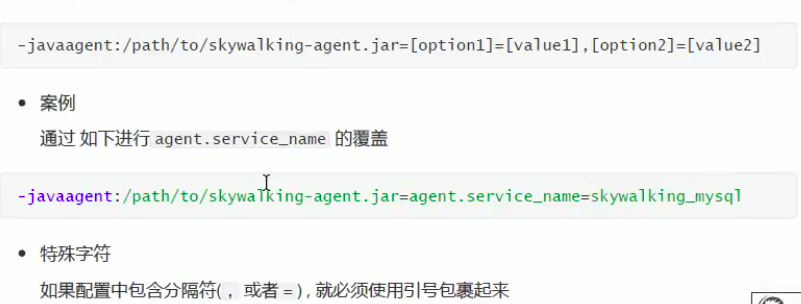 -javaagent:/path/to/skywalking-agent.jar=[option1]=[value1],[option2]=[value2]
案例
通过 如下进行 agent.service_name 的覆盖
-javaagent:/path/to/skywalking-agent.jar=agent.service_name=skywalking_mysql
特殊字符
如果配置中包含分隔符( , 或者 = ) , 就必须使用引号包裹起来